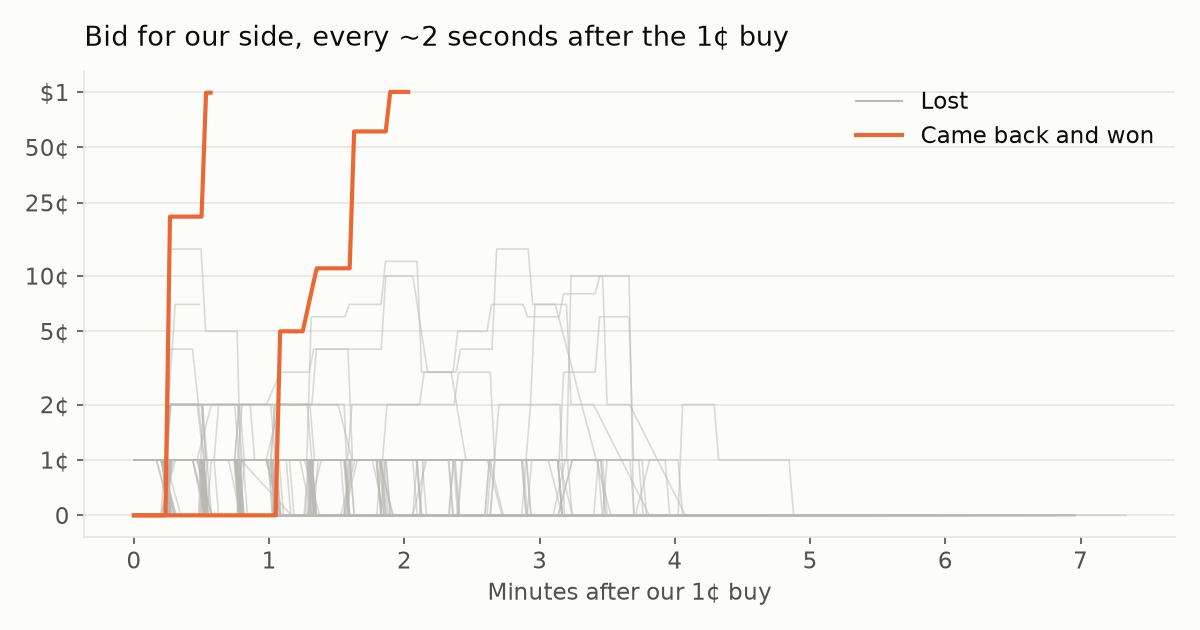 Bid for our side, every ~2 seconds after the 1¢ buy
$1
50¢
25¢
10¢
5¢
2¢
1¢
0
Lost
Came back and won
0 1 2 3 4 5 6 7
Minutes after our 1¢ buy